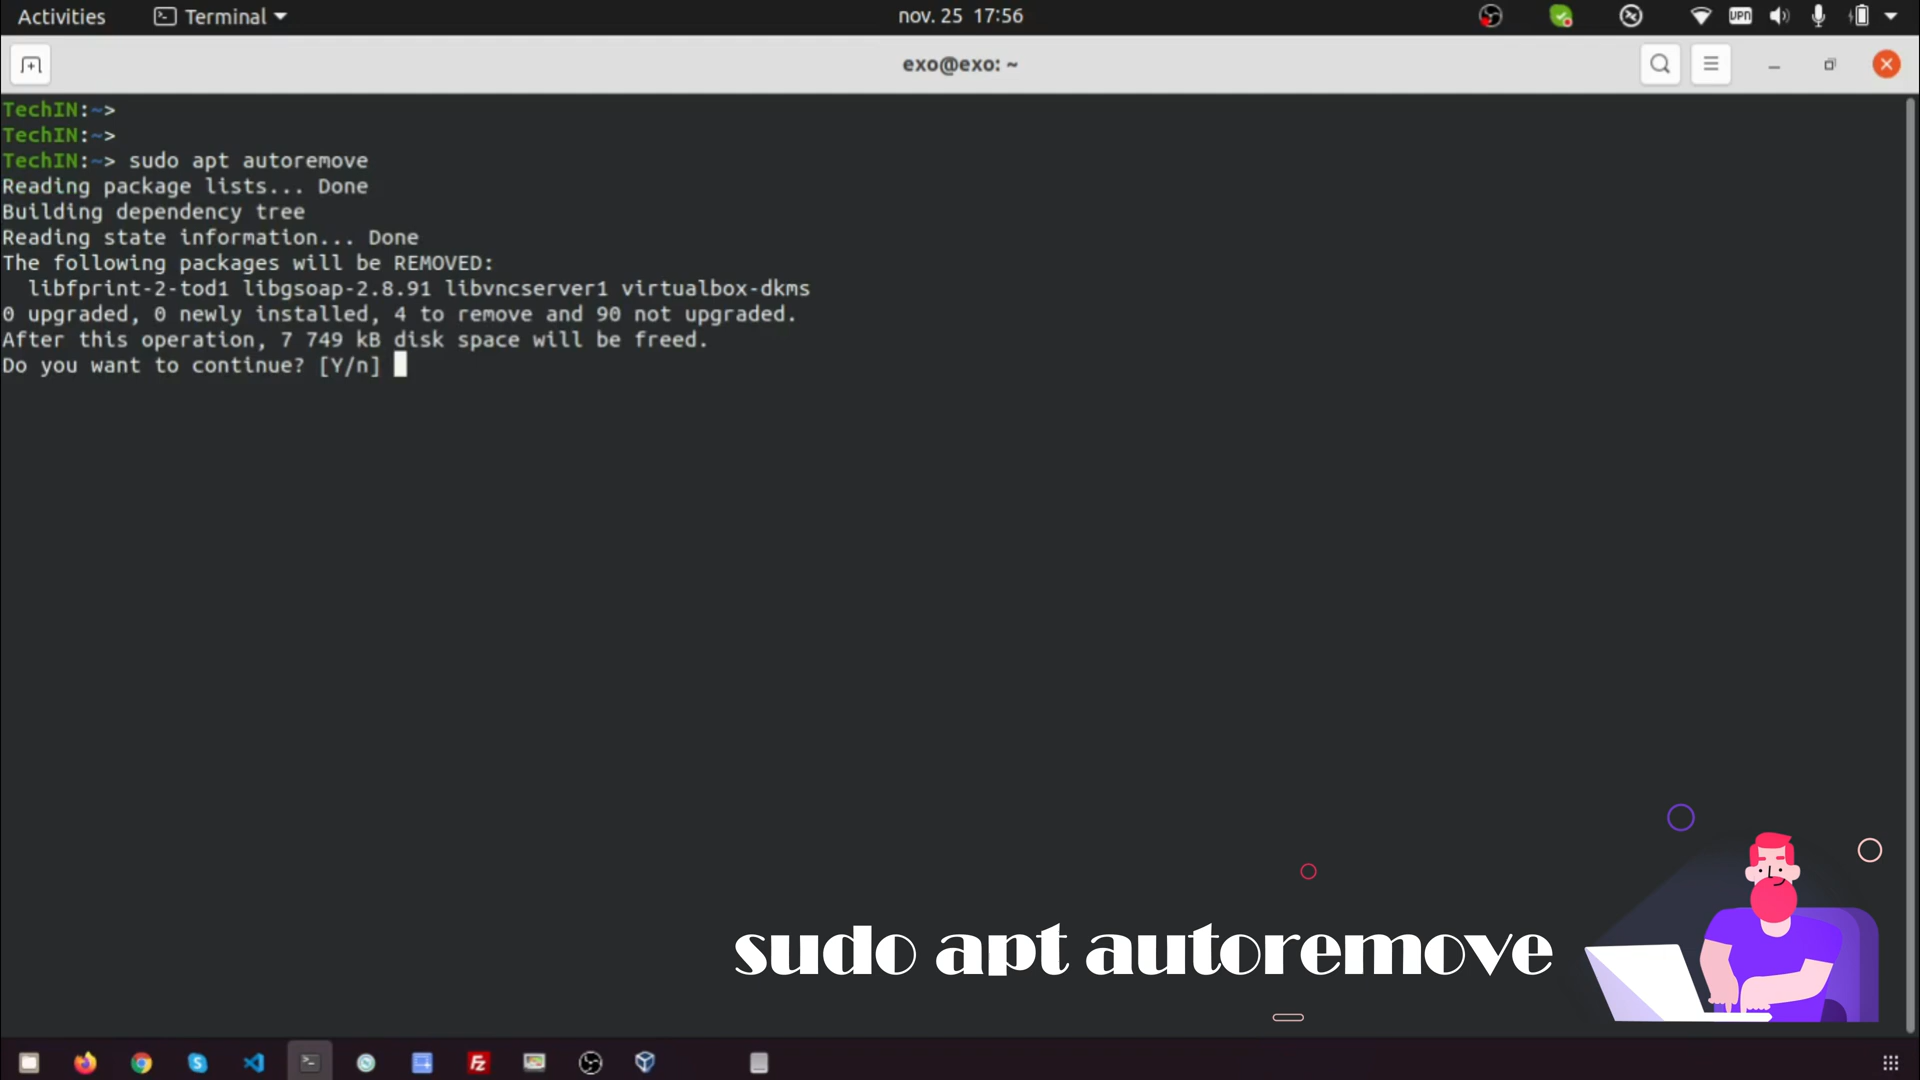 Activities Terminal nov. 25 17:56 VPN
exo@exo: ~
TechIN:~>
TechIN:~>
TechIN:~> sudo apt autoremove
Reading package lists... Done
Building dependency tree
Reading state information... Done
The following packages will be REMOVED:
libfprint-2-tod1 libgsoap-2.8.91 libvncserver1 virtualbox-dkms
0 upgraded, 0 newly installed, 4 to remove and 90 not upgraded.
After this operation, 7 749 kB disk space will be freed.
Do you want to continue? [Y/n]
sudo apt autoremove